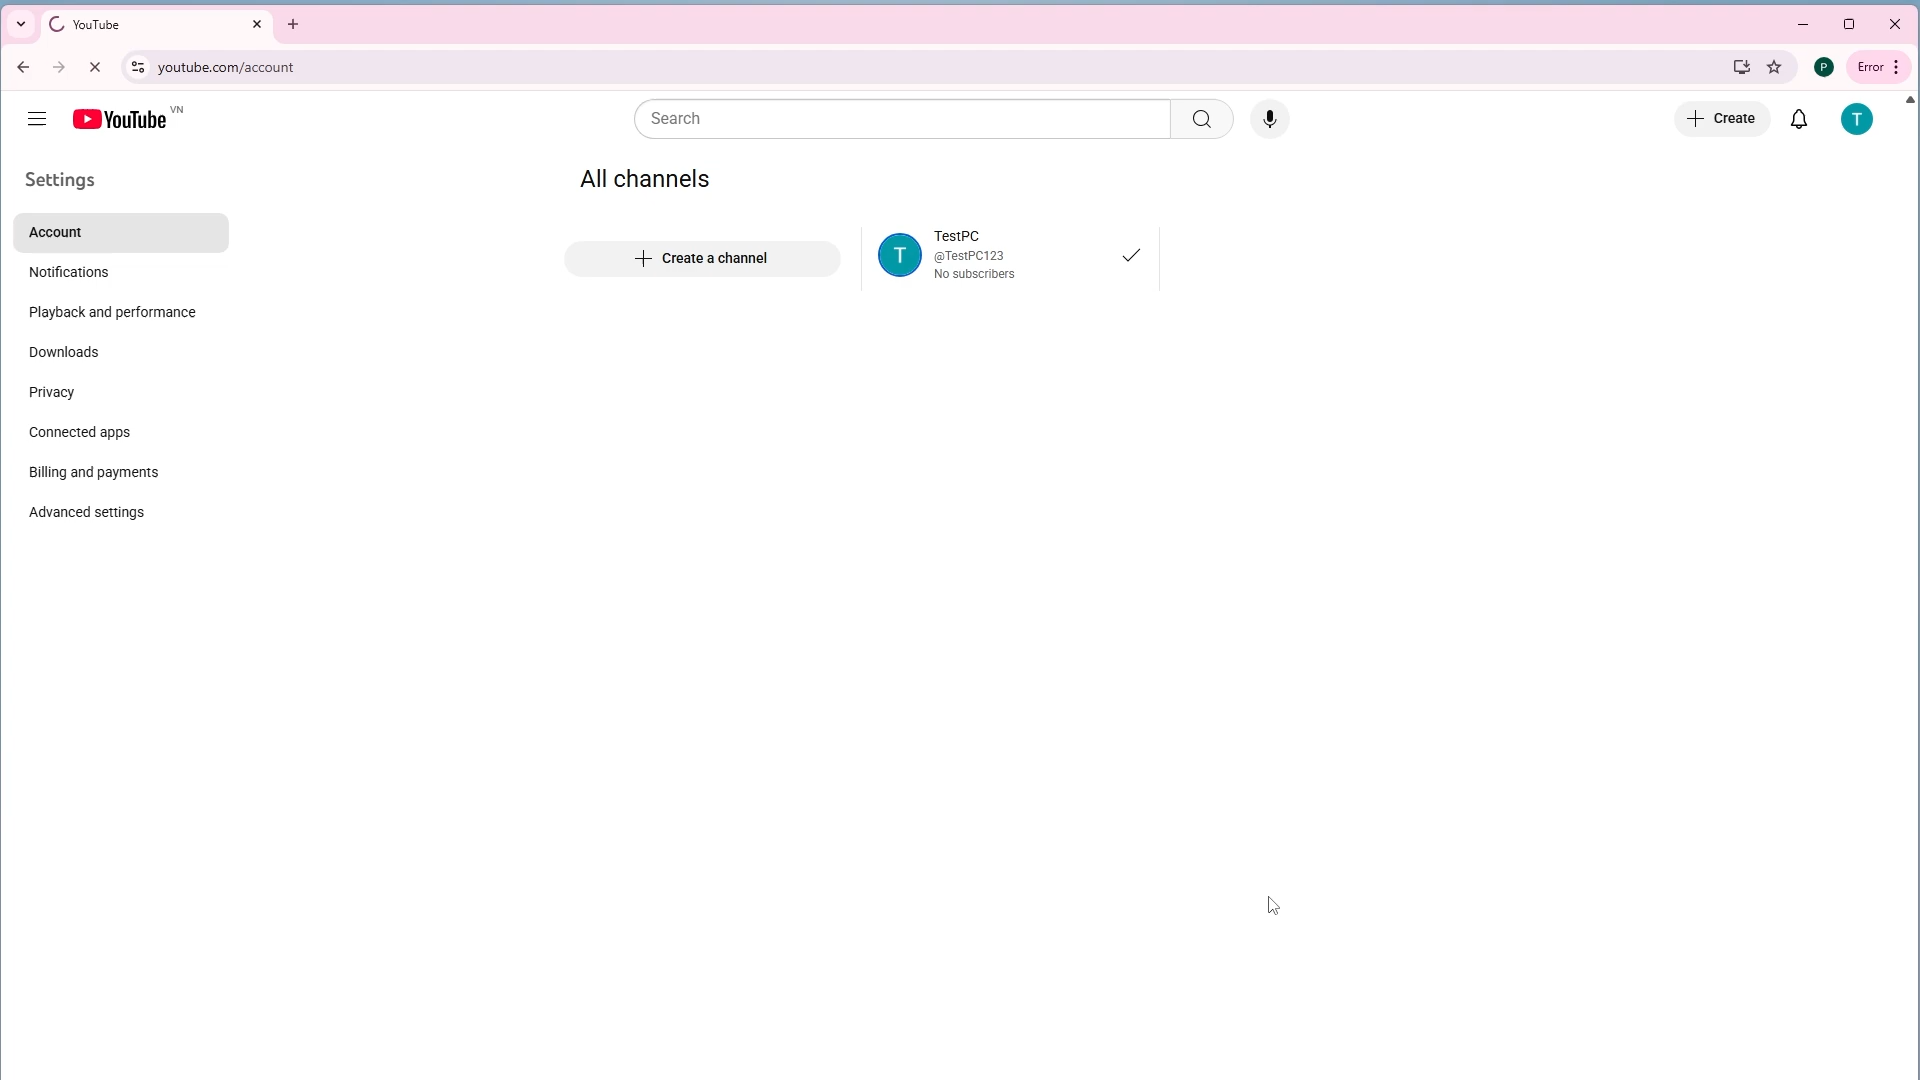 YouTube
youtube.com/account
P
Error
YouTube VN
Search
Create
T
Settings
All channels
Account
Create a channel
T
TestPC
@TestPC123
No subscribers
Notifications
Playback and performance
Downloads
Privacy
Connected apps
Billing and payments
Advanced settings